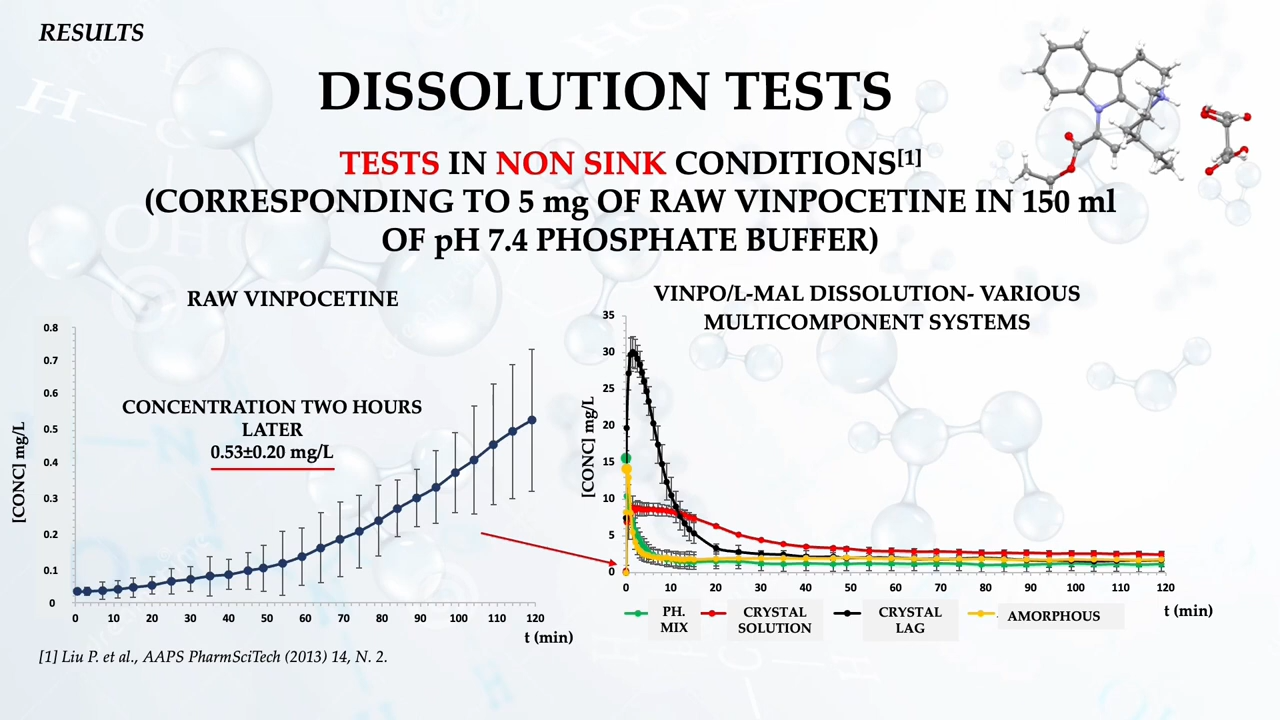 RESULTS
DISSOLUTION TESTS
TESTS IN NON SINK CONDITIONS[1]
(CORRESPONDING TO 5 mg OF RAW VINPOCETINE IN 150 ml
OF pH 7.4 PHOSPHATE BUFFER)
RAW VINPOCETINE
0.8
0.7
0.6
0.5
0.4
0.3
0.2
0.1
0
[CONC] mg/L
CONCENTRATION TWO HOURS
LATER
0.53±0.20 mg/L
0 10 20 30 40 50 60 70 80 90 100 110 120
t (min)
VINPO/L-MAL DISSOLUTION- VARIOUS
MULTICOMPONENT SYSTEMS
35
30
25
20
15
10
5
0
[CONC] mg/L
0 10 20 30 40 50 60 70 80 90 100 110 120
t (min)
PH.
MIX
CRYSTAL
SOLUTION
CRYSTAL
LAG
AMORPHOUS
[1] Liu P. et al., AAPS PharmSciTech (2013) 14, N. 2.